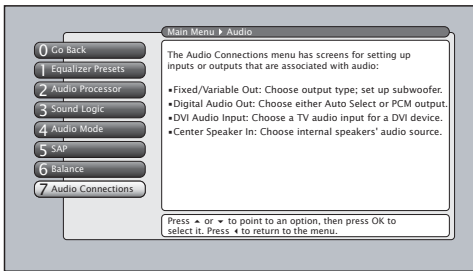 Main Menu ▶ Audio
0 Go Back
1 Equalizer Presets
2 Audio Processor
3 Sound Logic
4 Audio Mode
5 SAP
6 Balance
7 Audio Connections
The Audio Connections menu has screens for setting up
inputs or outputs that are associated with audio:
•Fixed/Variable Out: Choose output type; set up subwoofer.
•Digital Audio Out: Choose either Auto Select or PCM output.
•DVI Audio Input: Choose a TV audio input for a DVI device.
•Center Speaker In: Choose internal speakers' audio source.
Press ▲ or ▼ to point to an option, then press OK to
select it. Press ◀ to return to the menu.